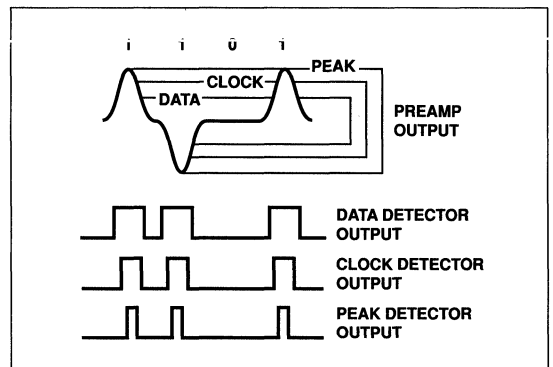 1 1 0 1
PEAK
CLOCK
DATA
PREAMP
OUTPUT
DATA DETECTOR
OUTPUT
CLOCK DETECTOR
OUTPUT
PEAK DETECTOR
OUTPUT